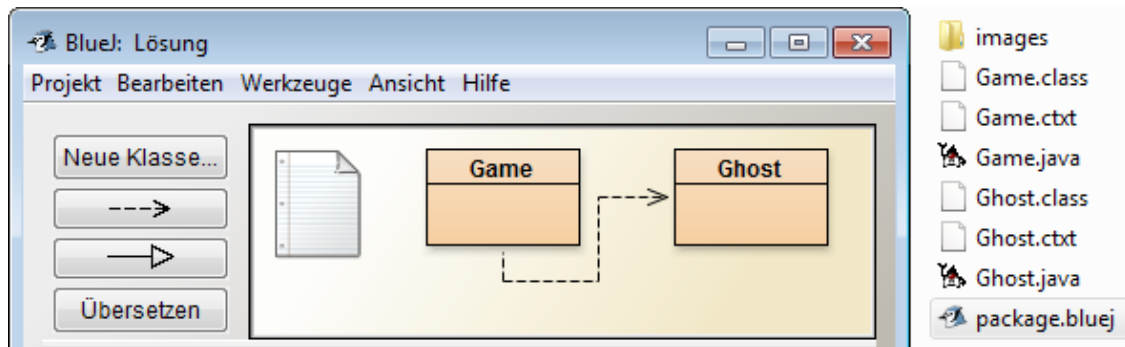 BlueJ: Lösung
Projekt Bearbeiten Werkzeuge Ansicht Hilfe
Neue Klasse...
Übersetzen
Game
Ghost
images
Game.class
Game.ctxt
Game.java
Ghost.class
Ghost.ctxt
Ghost.java
package.bluej